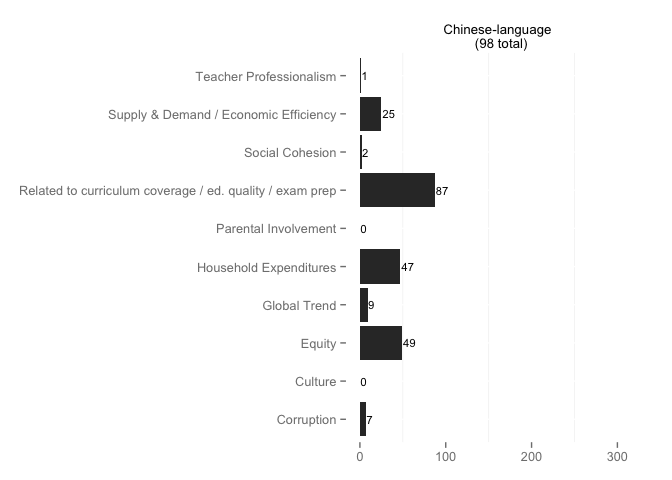 Chinese-language
(98 total)
Teacher Professionalism 1
Supply & Demand / Economic Efficiency 25
Social Cohesion 2
Related to curriculum coverage / ed. quality / exam prep 87
Parental Involvement 0
Household Expenditures 47
Global Trend 9
Equity 49
Culture 0
Corruption 7
0 100 200 300